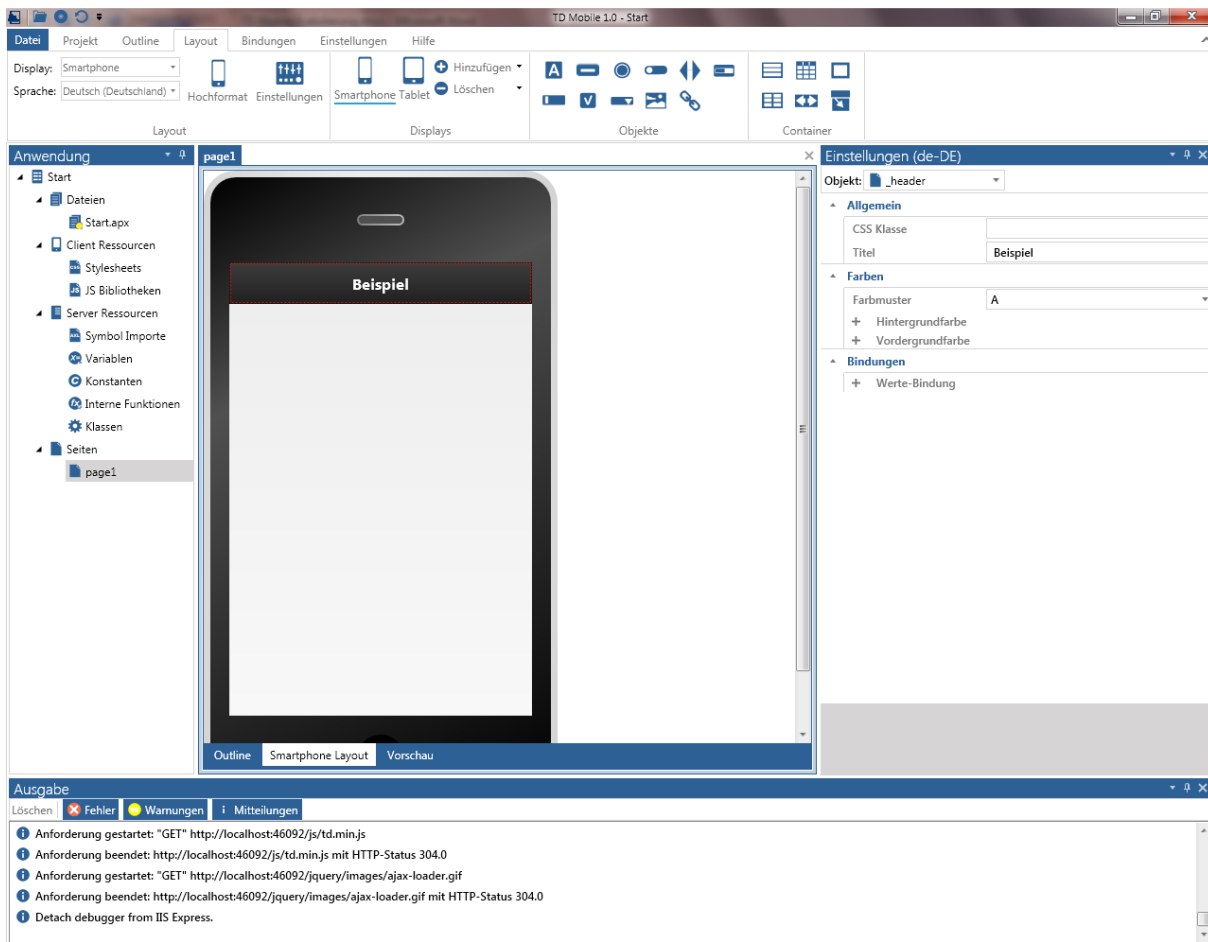 TD Mobile 1.0 - Start
Datei Projekt Outline Layout Bindungen Einstellungen Hilfe
Display: Smartphone
Sprache: Deutsch (Deutschland)
Hochformat Einstellungen
Layout
Smartphone Tablet
Hinzufügen
Löschen
Displays
Objekte
Container
Anwendung
Start
Dateien
Start.apx
Client Ressourcen
Stylesheets
JS Bibliotheken
Server Ressourcen
Symbol Importe
Variablen
Konstanten
Interne Funktionen
Klassen
Seiten
page1
page1
Beispiel
Outline Smartphone Layout Vorschau
Einstellungen (de-DE)
Objekt: _header
Allgemein
CSS Klasse
Titel Beispiel
Farben
Farbmuster A
+ Hintergrundfarbe
+ Vordergrundfarbe
Bindungen
+ Werte-Bindung
Ausgabe
Löschen Fehler Warnungen Mitteilungen
Anforderung gestartet: "GET" http://localhost:46092/js/td.min.js
Anforderung beendet: http://localhost:46092/js/td.min.js mit HTTP-Status 304.0
Anforderung gestartet: "GET" http://localhost:46092/jquery/images/ajax-loader.gif
Anforderung beendet: http://localhost:46092/jquery/images/ajax-loader.gif mit HTTP-Status 304.0
Detach debugger from IIS Express.